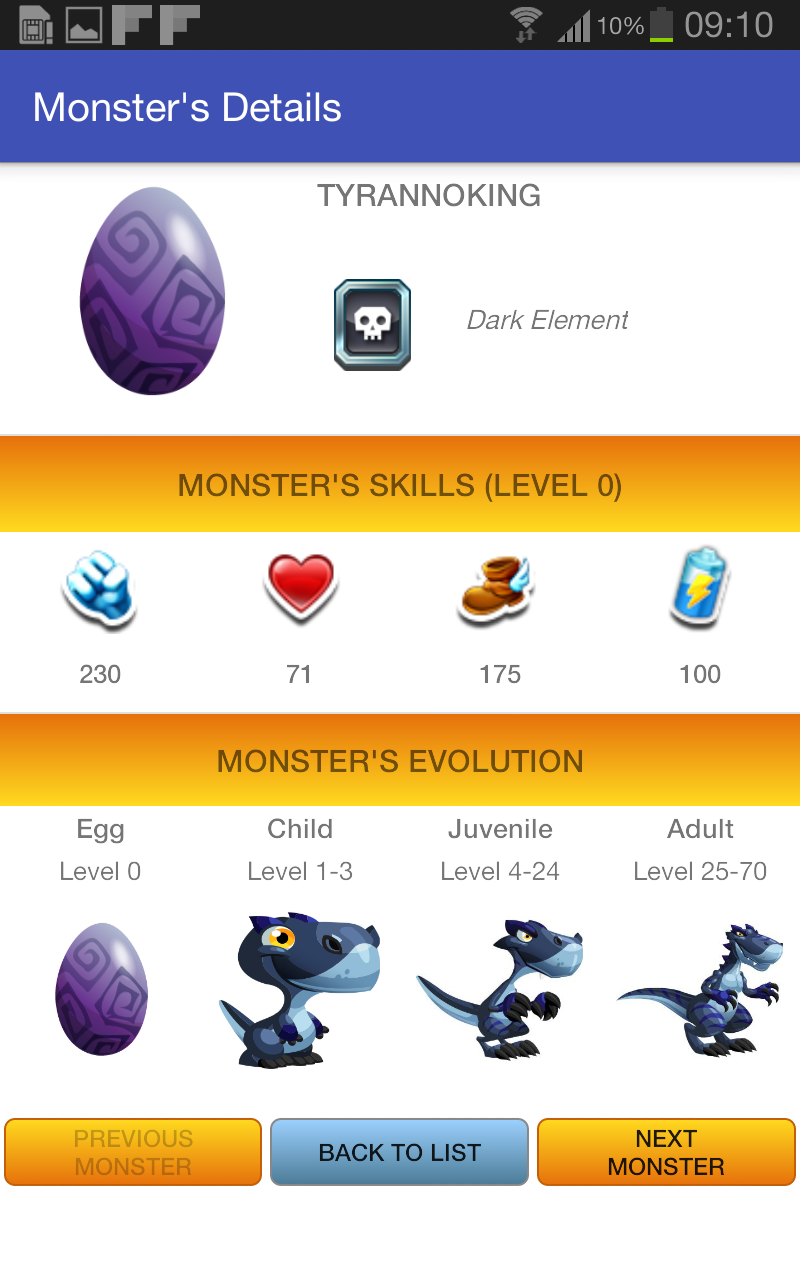 10% 09:10
Monster's Details
TYRANNOKING
Dark Element
MONSTER'S SKILLS (LEVEL 0)
230 71 175 100
MONSTER'S EVOLUTION
Egg Child Juvenile Adult
Level 0 Level 1-3 Level 4-24 Level 25-70
PREVIOUS
MONSTER
BACK TO LIST
NEXT
MONSTER